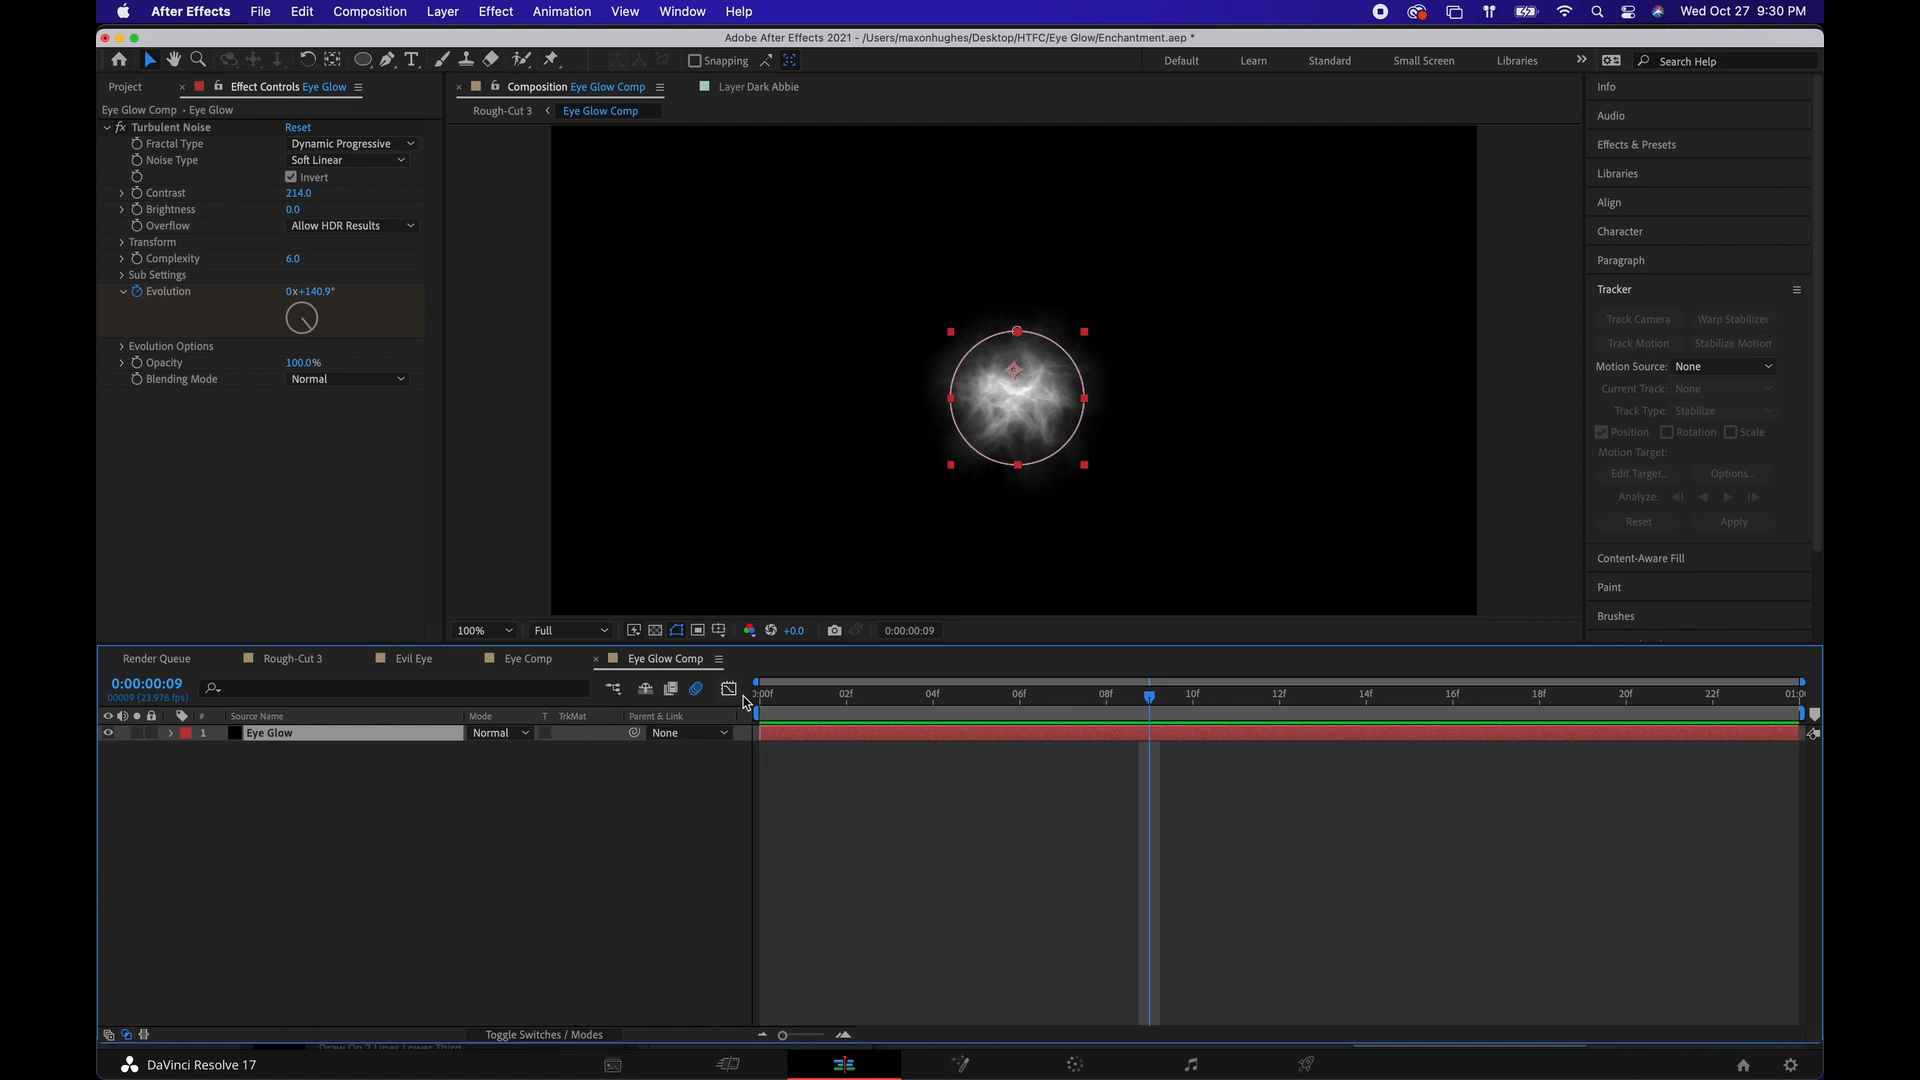 After Effects File Edit Composition Layer Effect Animation View Window Help Wed Oct 27 9:30 PM
Adobe After Effects 2021 - /Users/maxonhughes/Desktop/HTFC/Eye Glow/Enchantment.aep *
Snapping Default Learn Standard Small Screen Libraries Search Help
Project Effect Controls Eye Glow Composition Eye Glow Comp Layer Dark Abbie Info
Eye Glow Comp • Eye Glow Rough-Cut 3 Eye Glow Comp
Audio
Turbulent Noise Reset
Fractal Type Dynamic Progressive Effects & Presets
Noise Type Soft Linear
Invert Libraries
Contrast 214.0
Brightness 0.0 Align
Overflow Allow HDR Results
Character
Transform
Complexity 6.0 Paragraph
Sub Settings
Evolution 0x+140.9° Tracker
Track Camera Warp Stabilizer
Evolution Options Track Motion Stabilize Motion
Opacity 100.0% Motion Source: None
Blending Mode Normal
Current Track: None
Track Type: Stabilize
Position Rotation Scale
Motion Target:
Edit Target... Options...
Analyze:
Reset Apply
Content-Aware Fill
Paint
Brushes
100% Full +0.0 0:00:00:09
Render Queue Rough-Cut 3 Evil Eye Eye Comp Eye Glow Comp
0:00:00:09
00009 (23.976 fps) :00f 02f 04f 06f 08f 10f 12f 14f 16f 18f 20f 22f 01:0
# Source Name Mode T TrkMat Parent & Link
1 Eye Glow Normal None
Toggle Switches / Modes
Draw On 2 Lines Lower Third
DaVinci Resolve 17